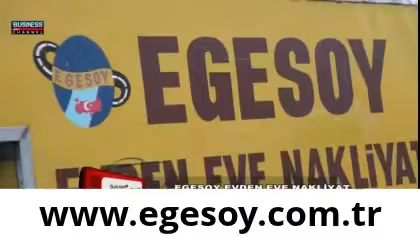 BUSINESS
CHANNEL
EGESOY
EGESOY
EVDEN EVE NAKLİYAT
EGESOY EVDEN EVE NAKLİYAT
www.egesoy.com.tr